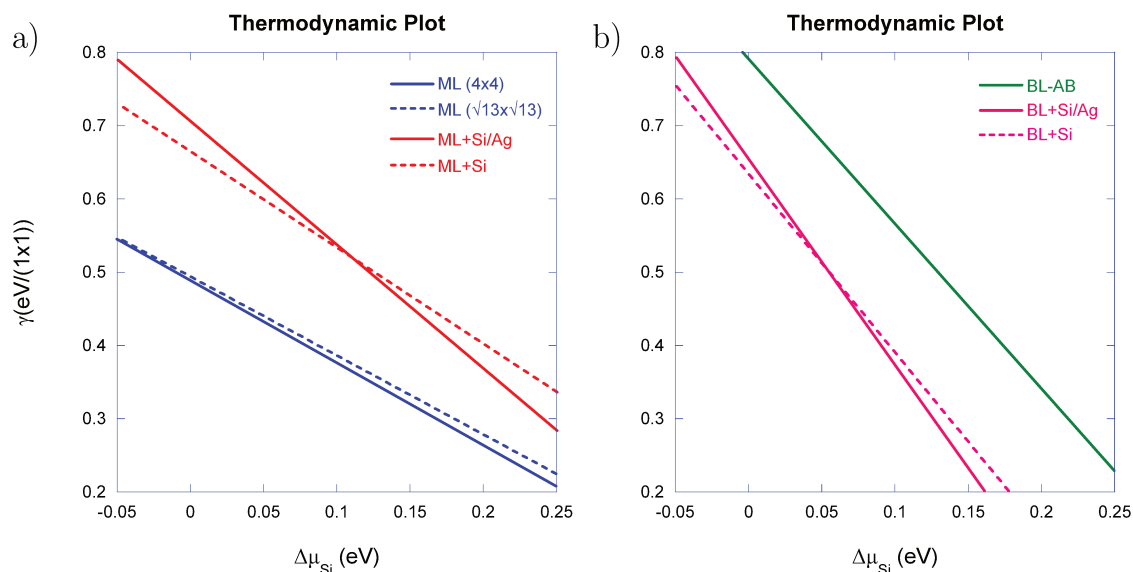 a)
Thermodynamic Plot
γ(eV/(1x1))
0.8
0.7
0.6
0.5
0.4
0.3
0.2
-0.05
0
0.05
0.1
0.15
0.2
0.25
Δμ_Si (eV)
ML (4x4)
ML (√13x√13)
ML+Si/Ag
ML+Si
b)
Thermodynamic Plot
0.8
0.7
0.6
0.5
0.4
0.3
0.2
-0.05
0
0.05
0.1
0.15
0.2
0.25
Δμ_Si (eV)
BL-AB
BL+Si/Ag
BL+Si